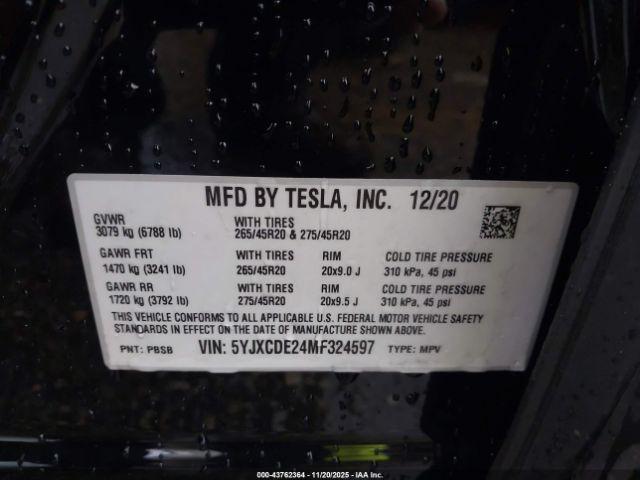 MFD BY TESLA, INC. 12/20
GVWR WITH TIRES
3079 kg (6788 lb) 265/45R20 & 275/45R20
GAWR FRT WITH TIRES RIM COLD TIRE PRESSURE
1470 kg (3241 lb) 265/45R20 20x9.0 J 310 kPa, 45 psi
GAWR RR WITH TIRES RIM COLD TIRE PRESSURE
1720 kg (3792 lb) 275/45R20 20x9.5 J 310 kPa, 45 psi
THIS VEHICLE CONFORMS TO ALL APPLICABLE U.S. FEDERAL MOTOR VEHICLE SAFETY
STANDARDS IN EFFECT ON THE DATE OF MANUFACTURE SHOWN ABOVE.
PNT: PBSB VIN: 5YJXCDE24MF324597 TYPE: MPV
000-43762364 - 11/20/2025 - IAAI.COM